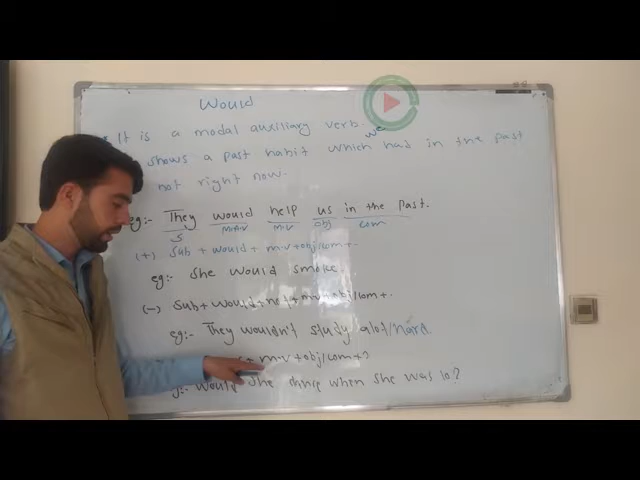 Would
It is a modal auxiliary verb.
we
shows a past habit which had in the past
not right now.
eg:- They would help us in the past.
S M.A.V M.V obj com
(+) Sub + would + m.v + obj/com + .
eg:- She would smoke.
(-) Sub + would + not + m.v + obj/com + .
eg:- They wouldn't study alot/hard
+ m.v + obj/com + ?
g:- Would she dance when she was 10?